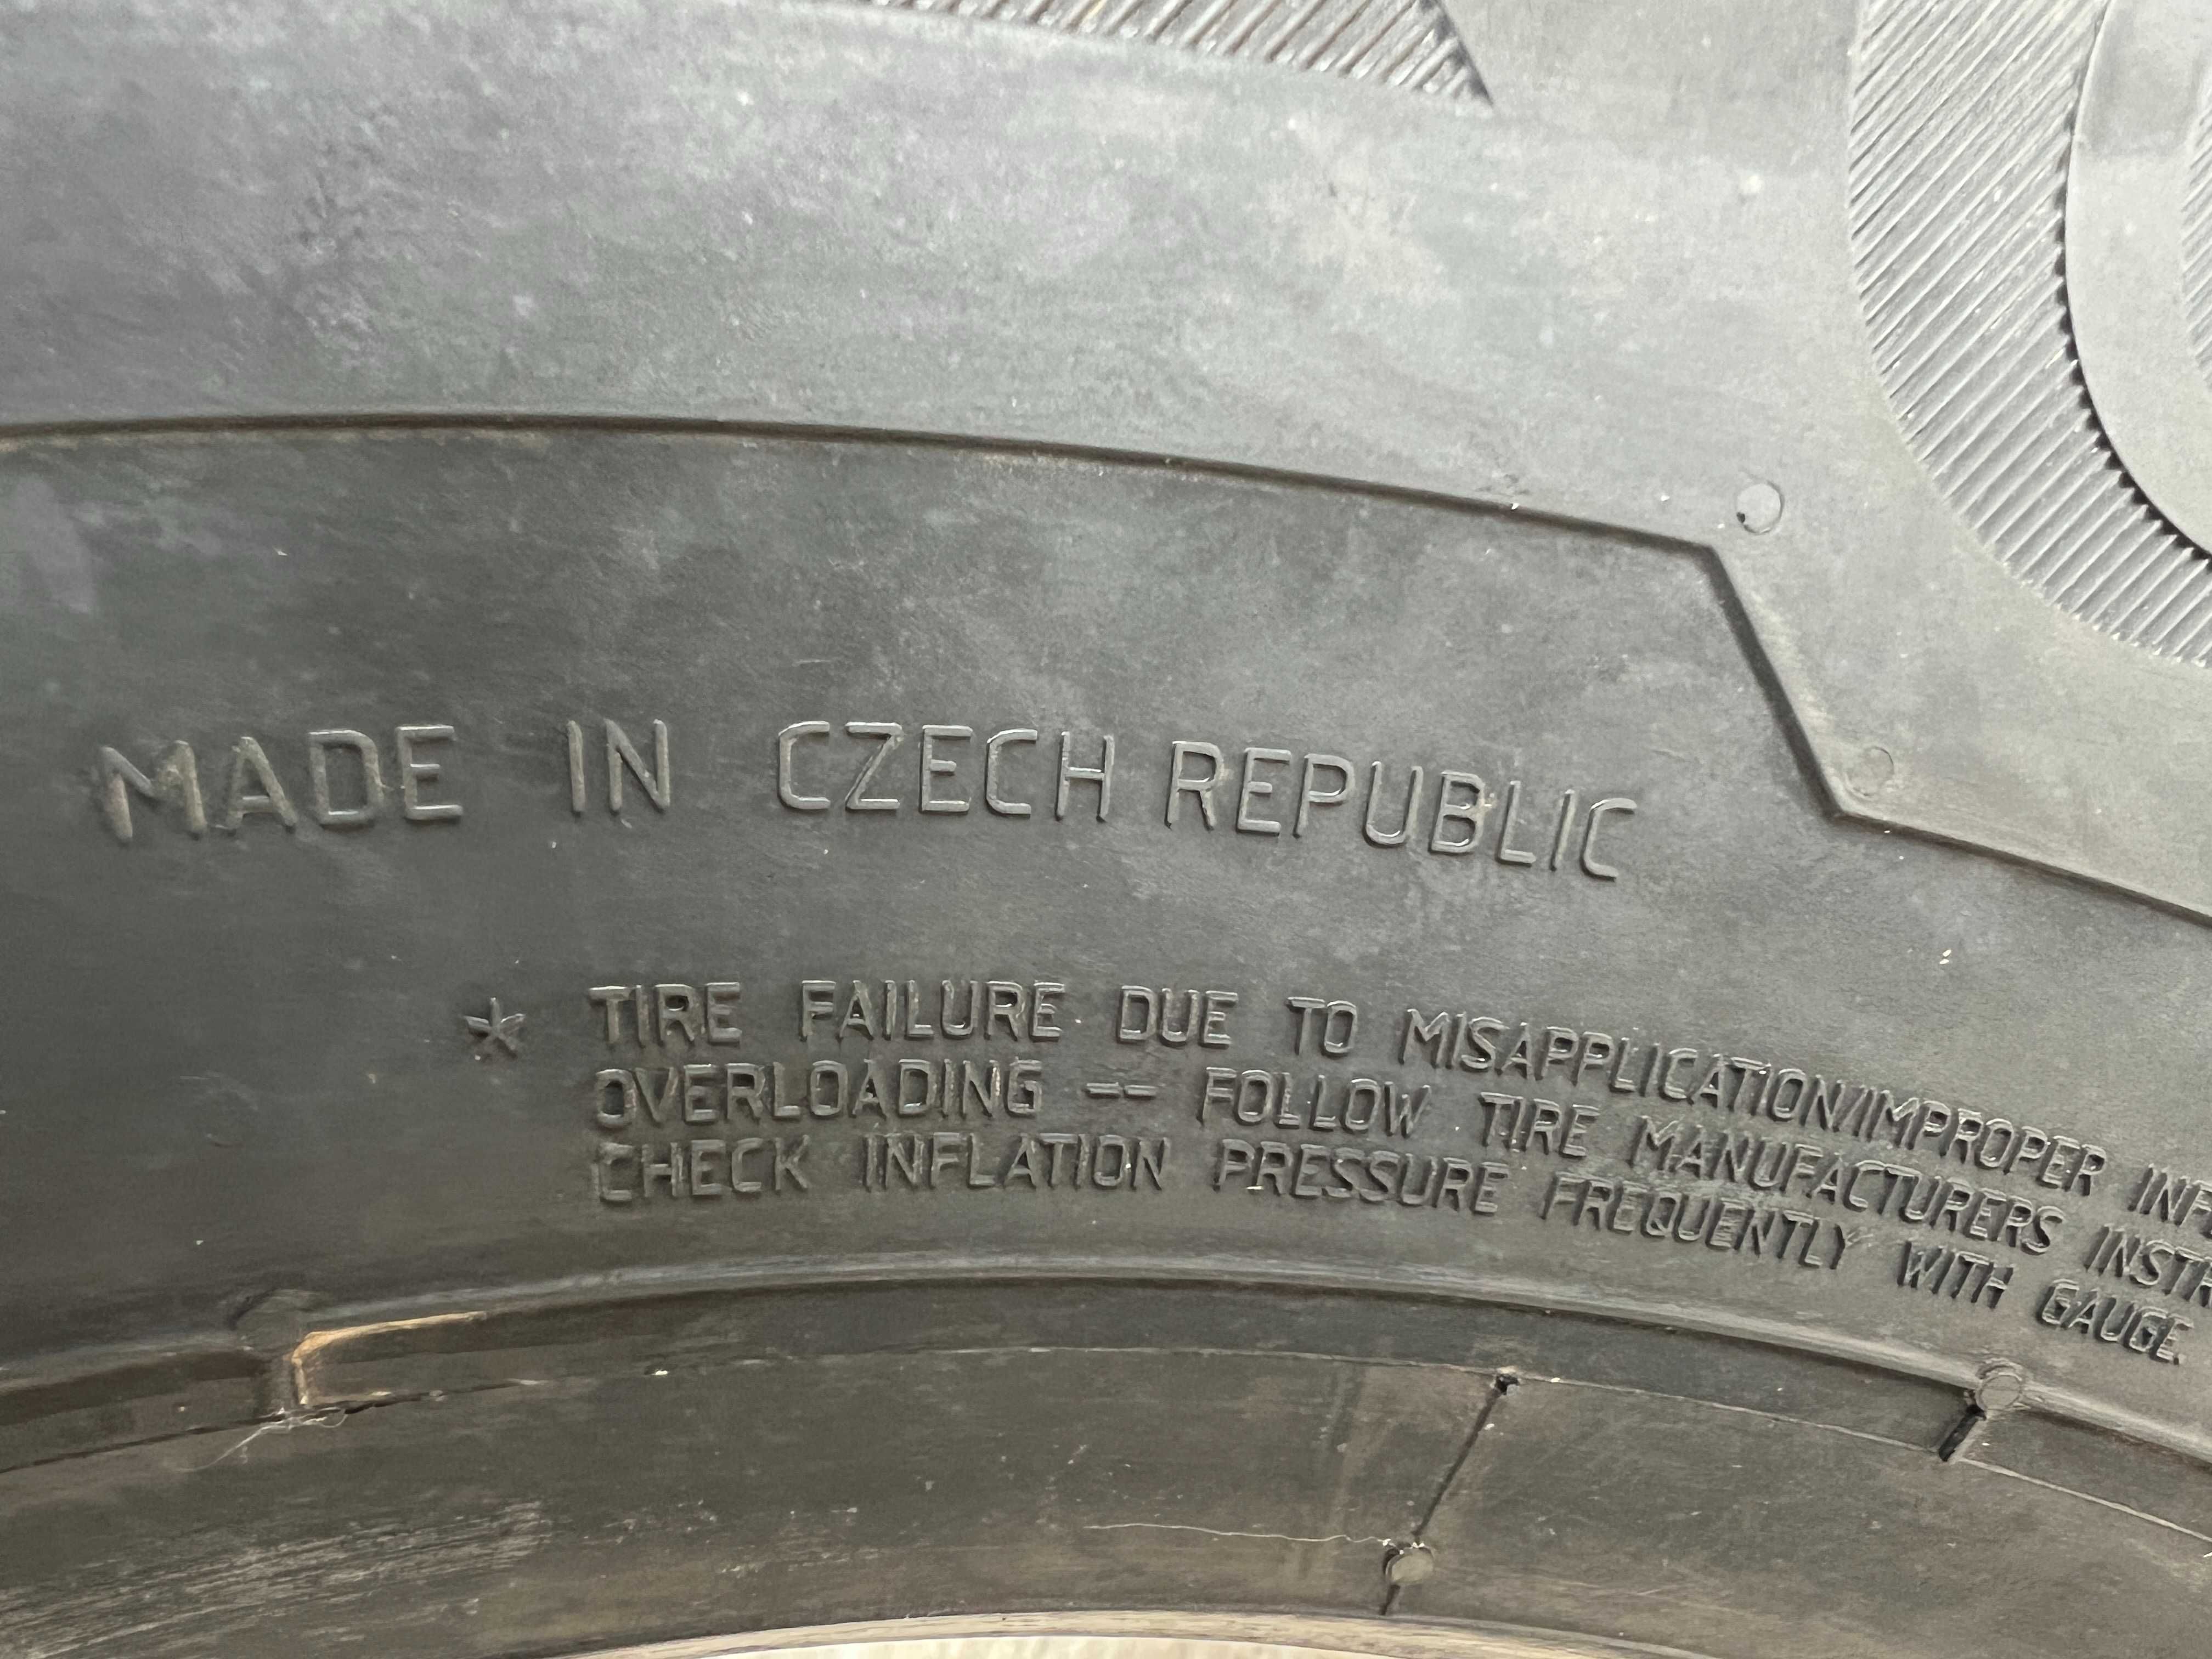 MADE IN CZECH REPUBLIC
* TIRE FAILURE DUE TO MISAPPLICATION/IMPROPER
OVERLOADING -- FOLLOW TIRE MANUFACTURERS
CHECK INFLATION PRESSURE FREQUENTLY WITH GAUGE.